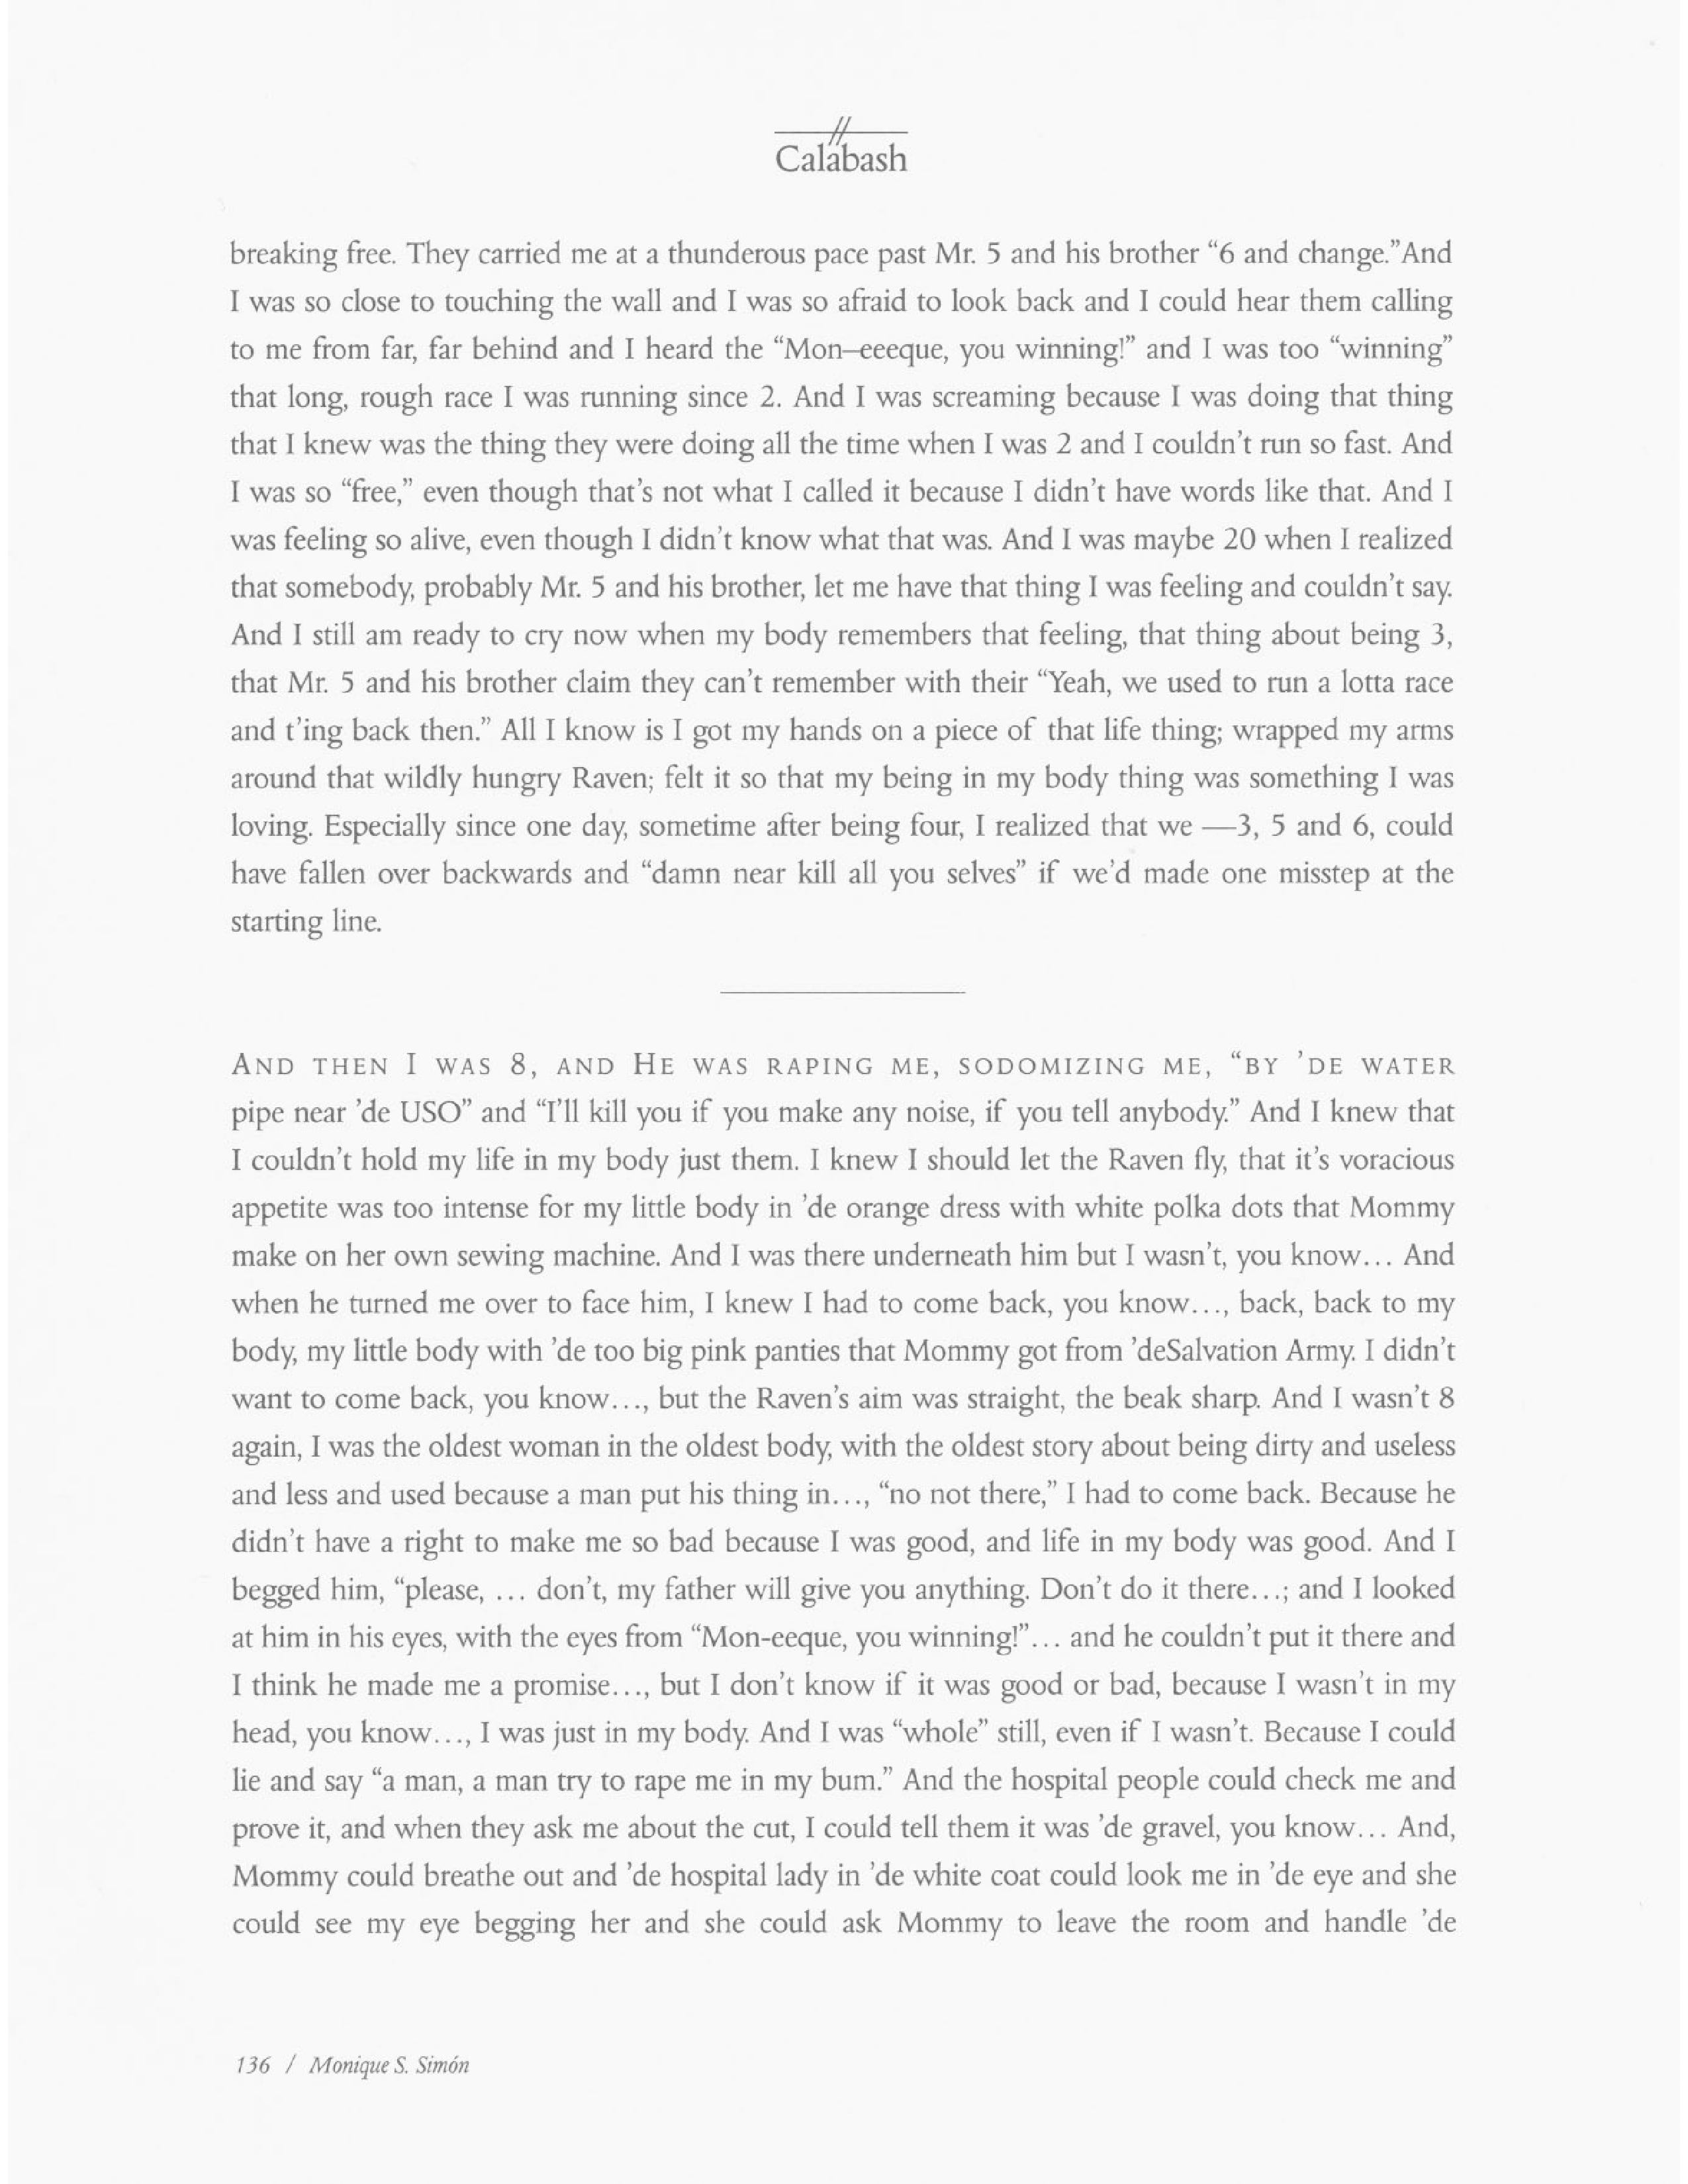 Calabash
breaking free. They carried me at a thunderous pace past Mr. 5 and his brother “6 and change.”And
I was so close to touching the wall and I was so afraid to look back and I could hear them calling
to me from far, far behind and I heard the “Mon–eeeque, you winning!” and I was too “winning”
that long, rough race I was running since 2. And I was screaming because I was doing that thing
that I knew was the thing they were doing all the time when I was 2 and I couldn’t run so fast. And
I was so “free,” even though that’s not what I called it because I didn’t have words like that. And I
was feeling so alive, even though I didn’t know what that was. And I was maybe 20 when I realized
that somebody, probably Mr. 5 and his brother, let me have that thing I was feeling and couldn’t say.
And I still am ready to cry now when my body remembers that feeling, that thing about being 3,
that Mr. 5 and his brother claim they can’t remember with their “Yeah, we used to run a lotta race
and t’ing back then.” All I know is I got my hands on a piece of that life thing; wrapped my arms
around that wildly hungry Raven; felt it so that my being in my body thing was something I was
loving. Especially since one day, sometime after being four, I realized that we —3, 5 and 6, could
have fallen over backwards and “damn near kill all you selves” if we’d made one misstep at the
starting line.
AND THEN I WAS 8, AND HE WAS RAPING ME, SODOMIZING ME, “BY ’DE WATER
pipe near ’de USO” and “I’ll kill you if you make any noise, if you tell anybody.” And I knew that
I couldn’t hold my life in my body just them. I knew I should let the Raven fly, that it’s voracious
appetite was too intense for my little body in ’de orange dress with white polka dots that Mommy
make on her own sewing machine. And I was there underneath him but I wasn’t, you know... And
when he turned me over to face him, I knew I had to come back, you know..., back, back to my
body, my little body with ’de too big pink panties that Mommy got from ’deSalvation Army. I didn’t
want to come back, you know..., but the Raven’s aim was straight, the beak sharp. And I wasn’t 8
again, I was the oldest woman in the oldest body, with the oldest story about being dirty and useless
and less and used because a man put his thing in..., “no not there,” I had to come back. Because he
didn’t have a right to make me so bad because I was good, and life in my body was good. And I
begged him, “please, ... don’t, my father will give you anything. Don’t do it there...; and I looked
at him in his eyes, with the eyes from “Mon-eeque, you winning!”... and he couldn’t put it there and
I think he made me a promise..., but I don’t know if it was good or bad, because I wasn’t in my
head, you know..., I was just in my body. And I was “whole” still, even if I wasn’t. Because I could
lie and say “a man, a man try to rape me in my bum.” And the hospital people could check me and
prove it, and when they ask me about the cut, I could tell them it was ’de gravel, you know... And,
Mommy could breathe out and ’de hospital lady in ’de white coat could look me in ’de eye and she
could see my eye begging her and she could ask Mommy to leave the room and handle ’de
136 / Monique S. Simón